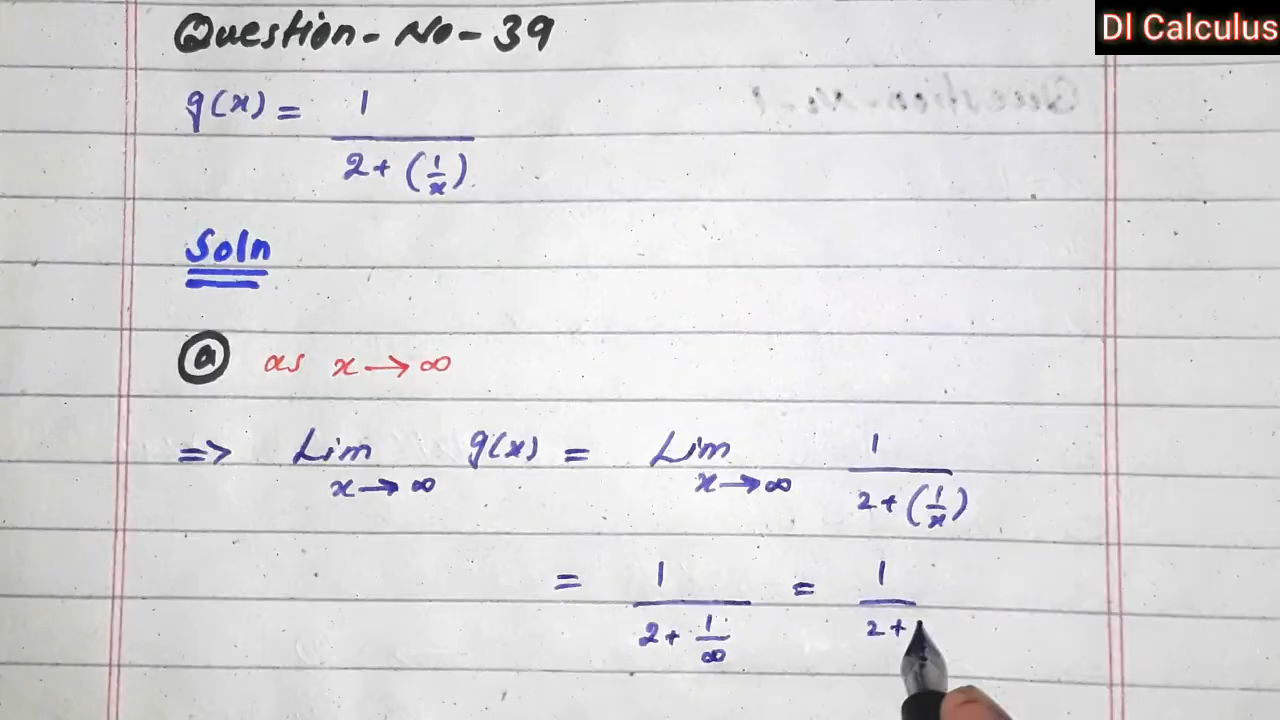 DI Calculus
Question-No-39
g(x) = 1 / (2 + (1/x))
Soln
(a) as x → ∞
=> Lim x→∞ g(x) = Lim x→∞ 1 / (2 + (1/x))
= 1 / (2 + 1/∞) = 1 / (2 +